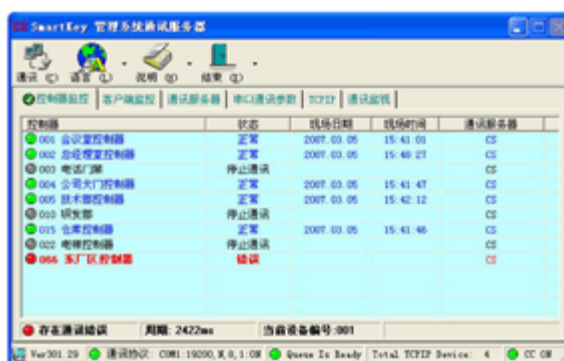 CS SmartKey 管理系统通讯服务器
通讯 (C) 语言 (L) 说明 (H) 结束 (Q)
控制器监控 客户端监控 通讯服务器 串口通讯参数 TCPIP 通讯监视
控制器 状态 现场日期 现场时间 通讯服务器
001 会议室控制器 正常 2007.03.05 15:41:01 CS
002 总经理室控制器 正常 2007.03.05 15:40:27 CS
003 电话门禁 停止通讯 CS
004 公司大门控制器 正常 2007.03.05 15:41:47 CS
005 技术部控制器 正常 2007.03.05 15:42:12 CS
010 研发部 停止通讯 CS
015 仓库控制器 正常 2007.03.05 15:41:46 CS
022 电梯控制器 停止通讯 CS
066 东厂区控制器 错误 CS
存在通讯错误 周期: 2422ms 当前设备编号:001
Ver301.29 通讯协议: COM1:19200,N,8,1:ON Queue Is Ready Total TCPIP Device: 4 CC ON